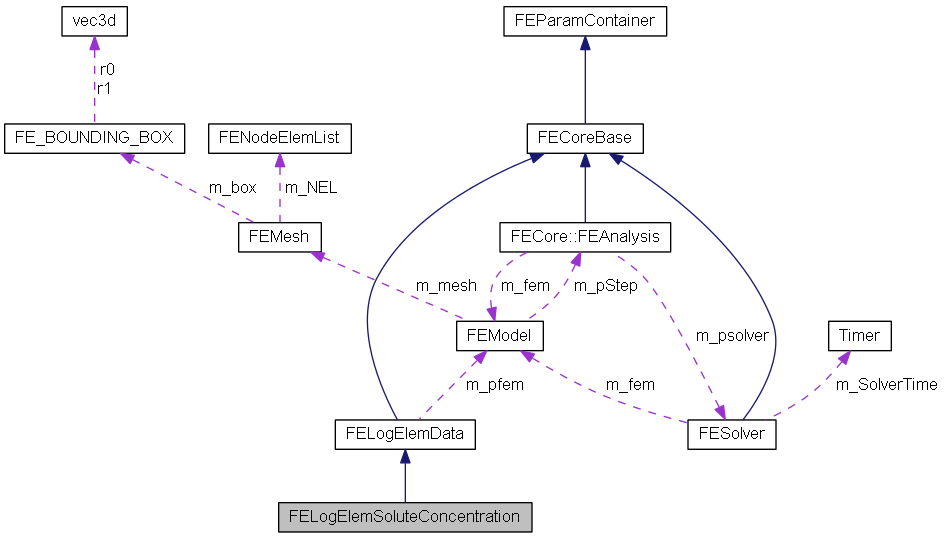 vec3d
FEParamContainer
r0
r1
FE_BOUNDING_BOX
FENodeElemList
FECoreBase
m_box
m_NEL
FEMesh
FECore::FEAnalysis
m_mesh
m_fem
m_pStep
FEModel
m_psolver
Timer
m_pfem
m_fem
m_SolverTime
FELogElemData
FESolver
FELogElemSoluteConcentration